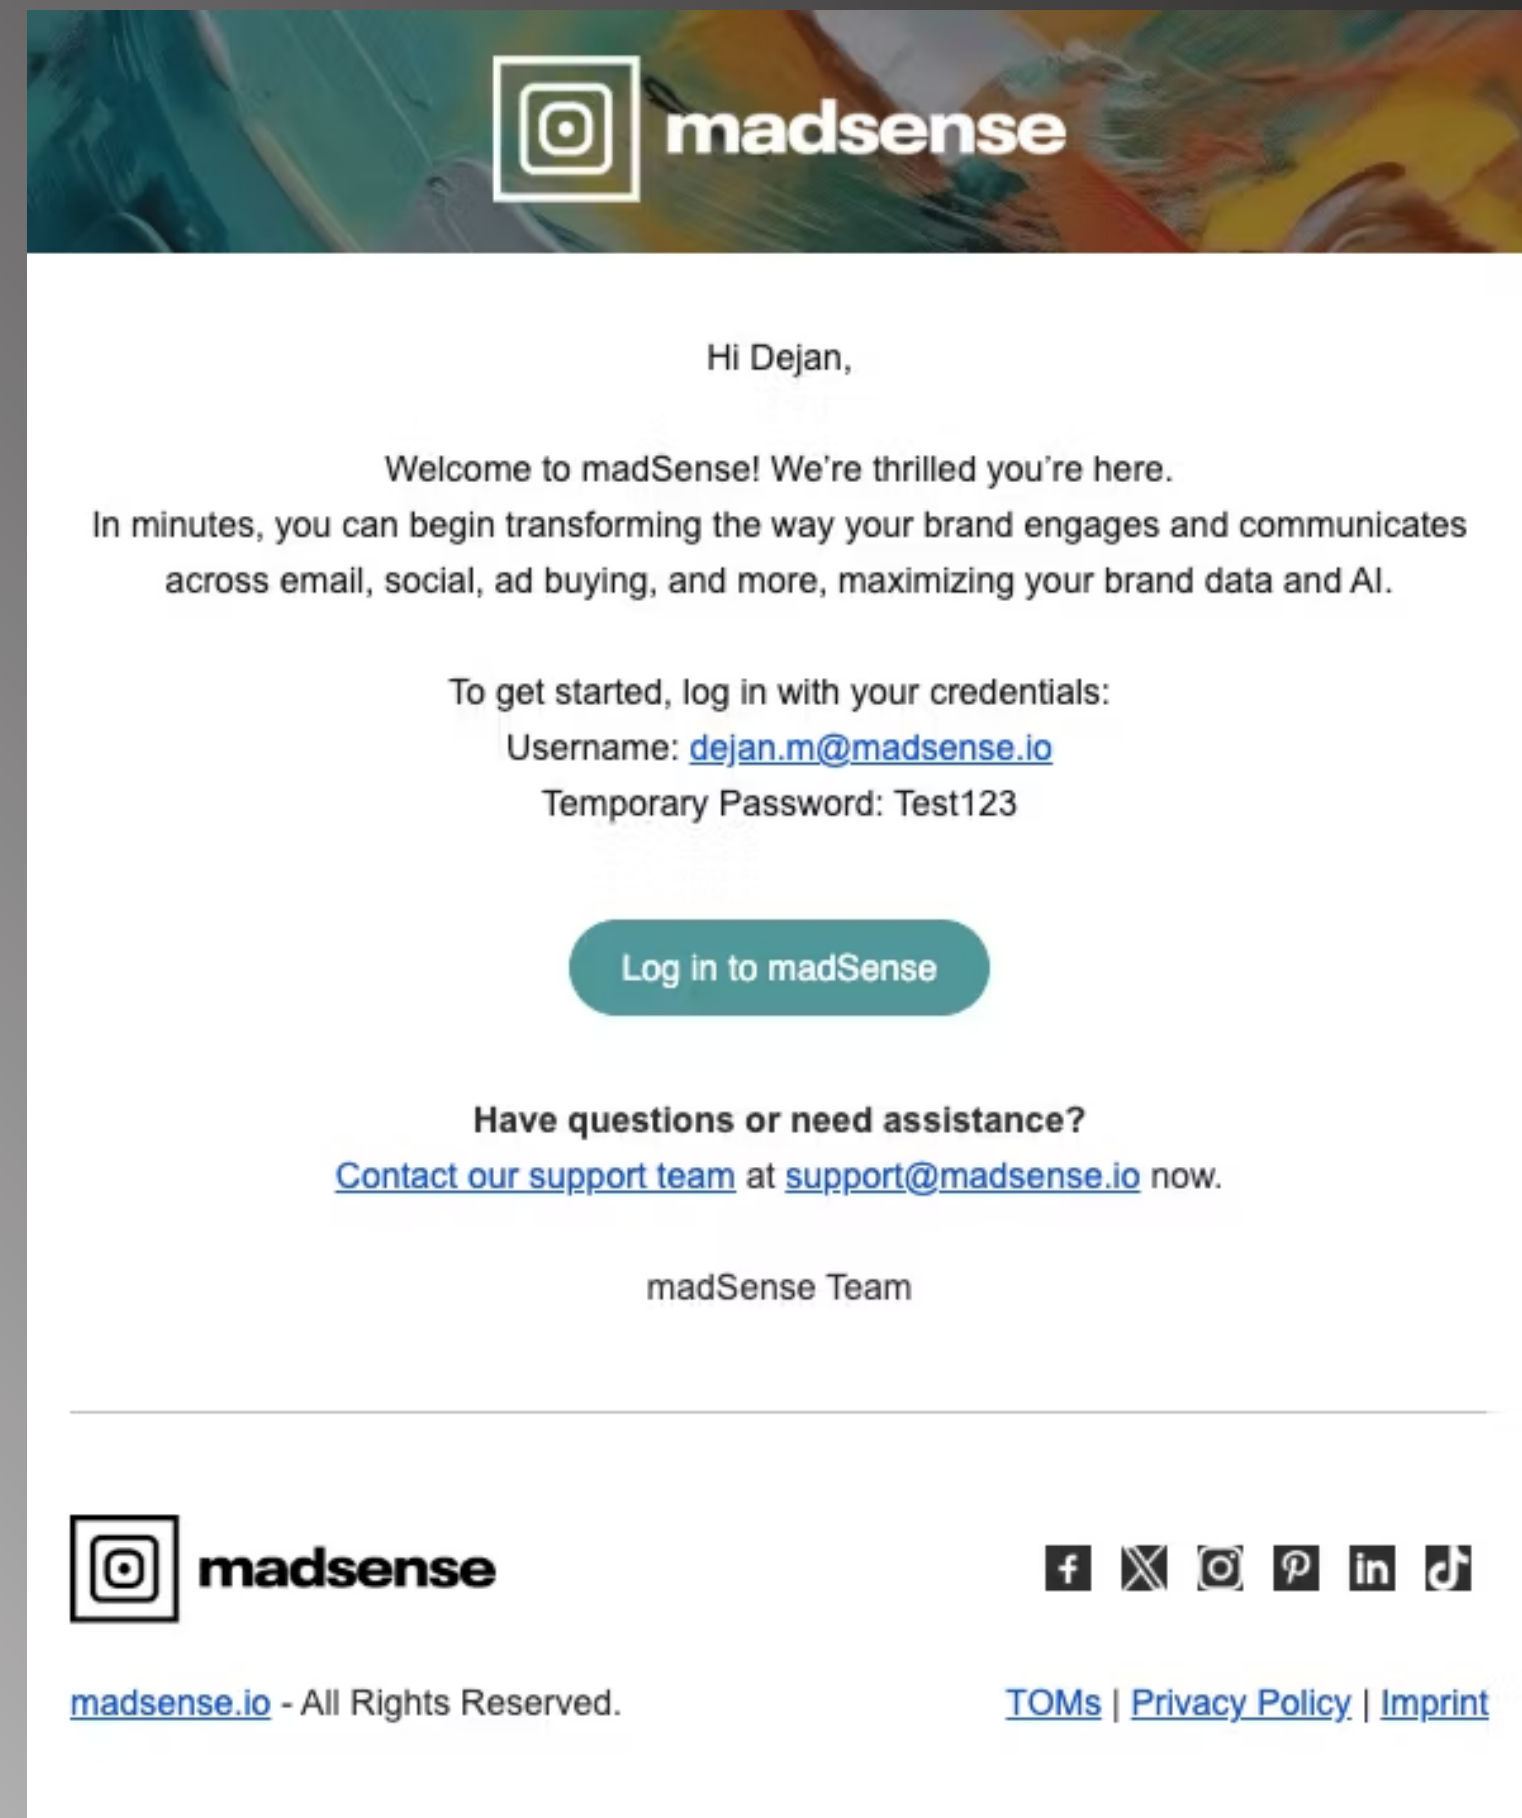 madsense
Hi Dejan,
Welcome to madSense! We're thrilled you're here.
In minutes, you can begin transforming the way your brand engages and communicates
across email, social, ad buying, and more, maximizing your brand data and AI.
To get started, log in with your credentials:
Username: dejan.m@madsense.io
Temporary Password: Test123
Log in to madSense
Have questions or need assistance?
Contact our support team at support@madsense.io now.
madSense Team
madsense
madsense.io - All Rights Reserved.
TOMs | Privacy Policy | Imprint